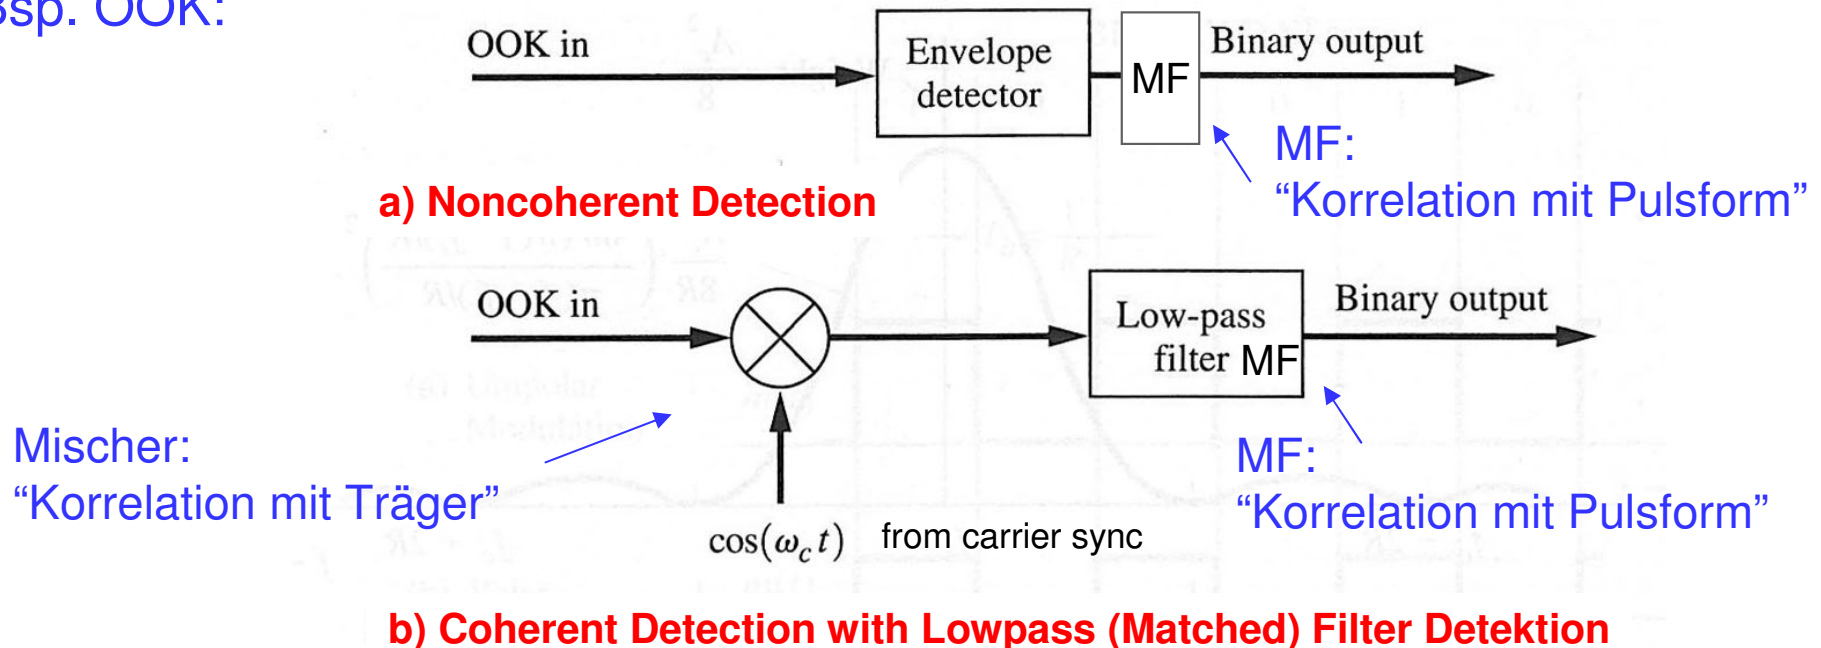 Bsp. OOK:
OOK in
Envelope
detector
MF
Binary output
MF:
“Korrelation mit Pulsform”
a) Noncoherent Detection
OOK in
Low-pass
filter MF
Binary output
Mischer:
“Korrelation mit Träger”
MF:
“Korrelation mit Pulsform”
cos(ω_c t) from carrier sync
b) Coherent Detection with Lowpass (Matched) Filter Detektion